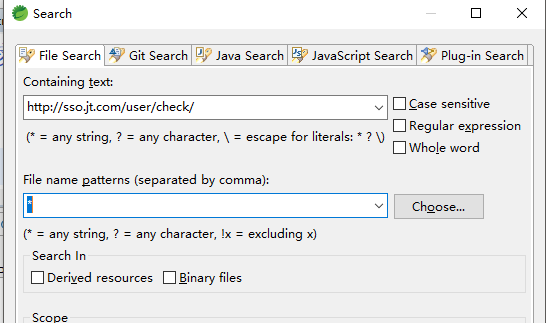 Search
File Search Git Search Java Search JavaScript Search Plug-in Search
Containing text:
http://sso.jt.com/user/check/
Case sensitive
(* = any string, ? = any character, \ = escape for literals: * ? \)
Regular expression
Whole word
File name patterns (separated by comma):
*
Choose...
(* = any string, ? = any character, !x = excluding x)
Search In
Derived resources Binary files
Scope